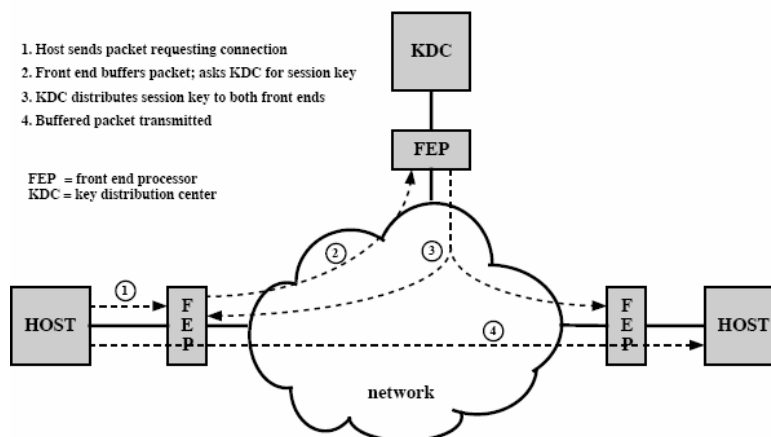 1. Host sends packet requesting connection
2. Front end buffers packet; asks KDC for session key
3. KDC distributes session key to both front ends
4. Buffered packet transmitted
FEP = front end processor
KDC = key distribution center
KDC
FEP
2
3
1
HOST
FEP
4
FEP
HOST
network